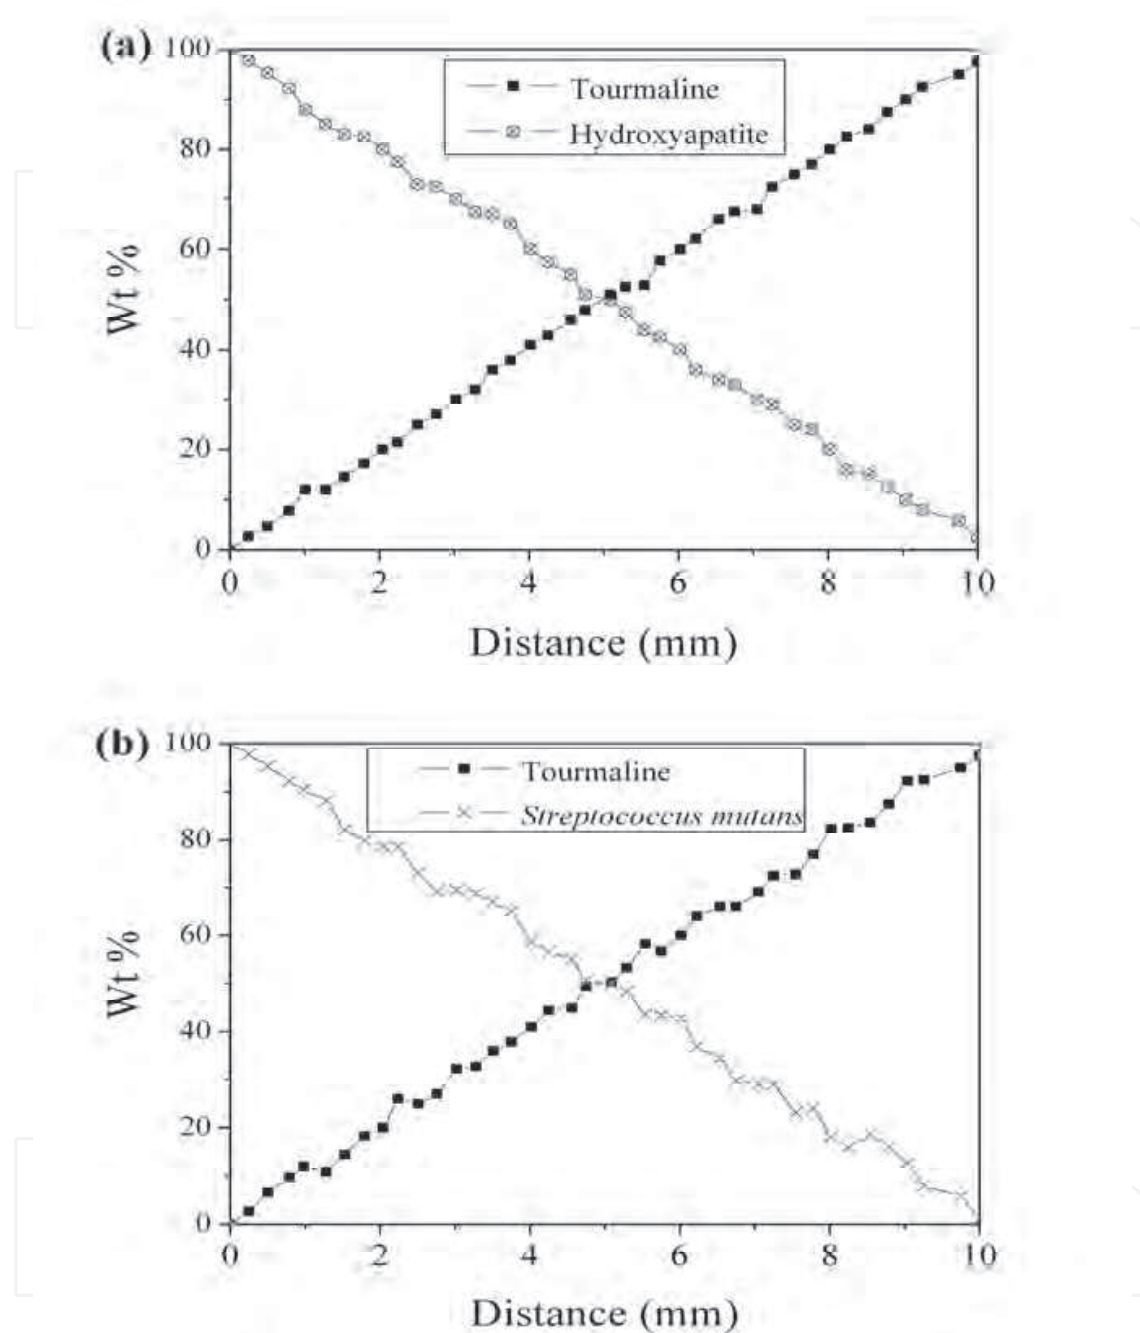 (a)
100
80
60
40
20
0
Wt %
Tourmaline
Hydroxyapatite
0 2 4 6 8 10
Distance (mm)
(b)
100
80
60
40
20
0
Wt %
Tourmaline
Streptococcus mutans
0 2 4 6 8 10
Distance (mm)